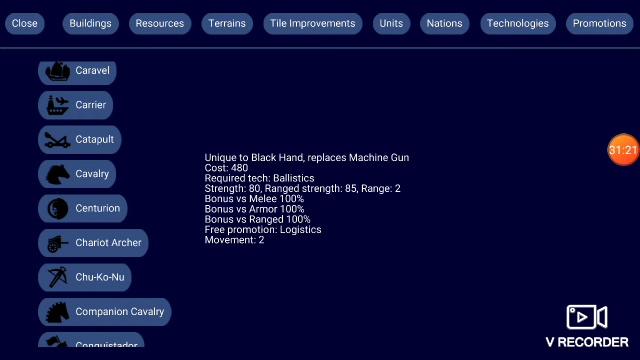 Close Buildings Resources Terrains Tile Improvements Units Nations Technologies Promotions
Caravel
Carrier
Catapult
Cavalry
Centurion
Chariot Archer
Chu-Ko-Nu
Companion Cavalry
Conquistador
Unique to Black Hand, replaces Machine Gun
Cost: 480
Required tech: Ballistics
Strength: 80, Ranged strength: 85, Range: 2
Bonus vs Melee 100%
Bonus vs Armor 100%
Bonus vs Ranged 100%
Free promotion: Logistics
Movement: 2
31:21
V RECORDER